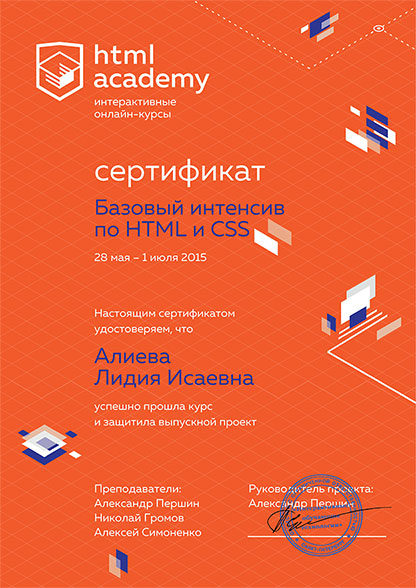 html
academy
интерактивные
онлайн-курсы
сертификат
Базовый интенсив
по HTML и CSS
28 мая – 1 июля 2015
Настоящим сертификатом
удостоверяем, что
Алиева
Лидия Исаевна
успешно прошла курс
и защитила выпускной проект
Преподаватели:
Александр Першин
Николай Громов
Алексей Симоненко
Руководитель проекта:
Александр Першин